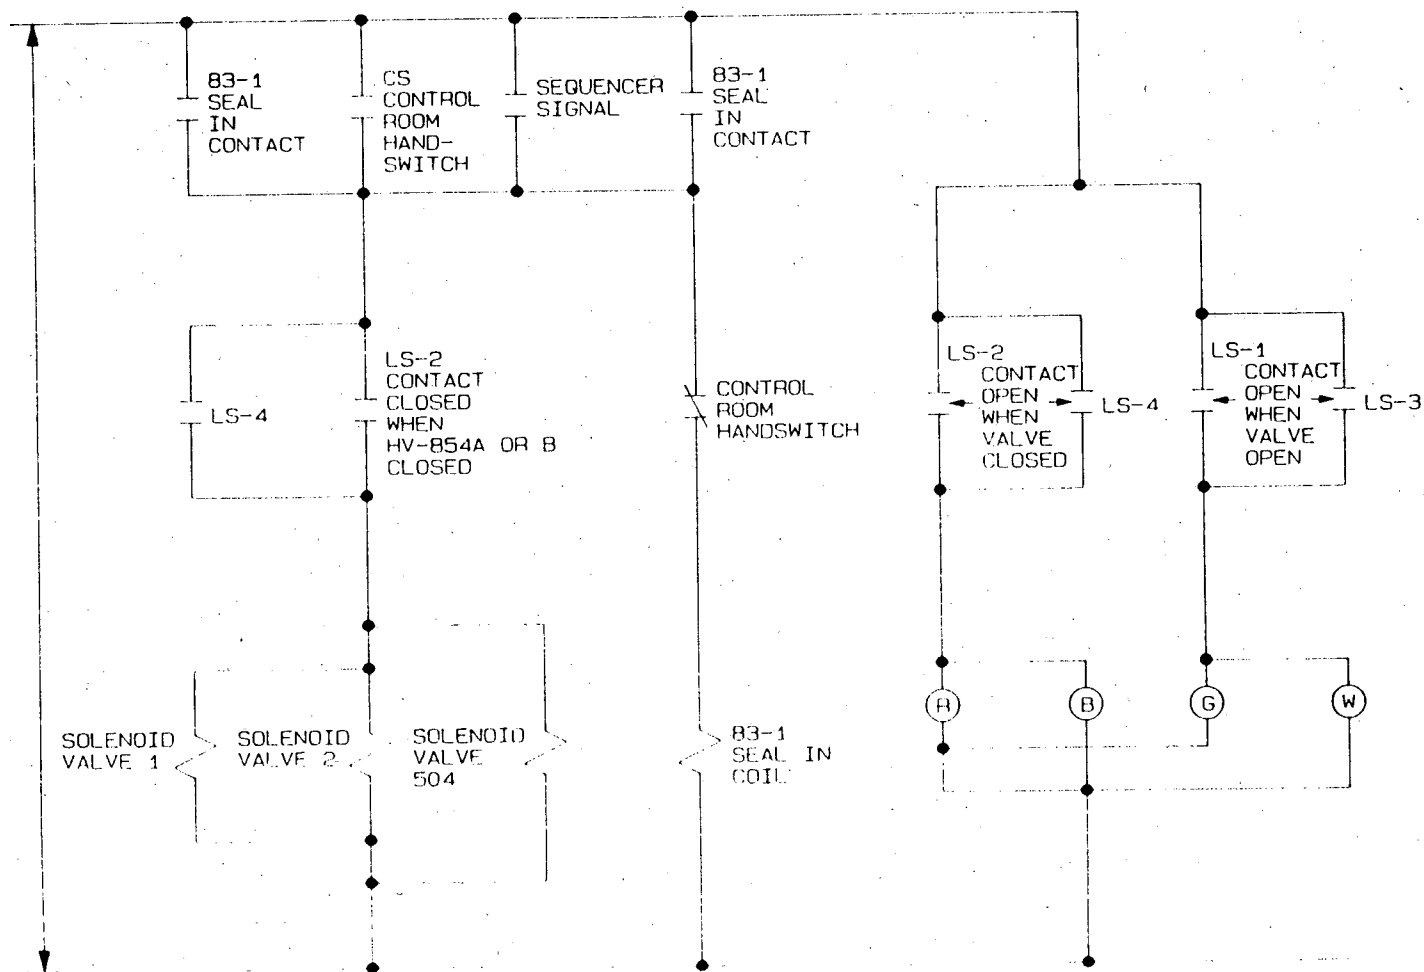 83-1
SEAL
IN
CONTACT
CS
CONTROL
ROOM
HAND-
SWITCH
SEQUENCER
SIGNAL
83-1
SEAL
IN
CONTACT
LS-4
LS-2
CONTACT
CLOSED
WHEN
HV-854A OR B
CLOSED
CONTROL
ROOM
HANDSWITCH
LS-2
CONTACT
OPEN
WHEN
VALVE
CLOSED
LS-4
LS-1
CONTACT
OPEN
WHEN
VALVE
OPEN
LS-3
SOLENOID
VALVE 1
SOLENOID
VALVE 2
SOLENOID
VALVE
504
83-1
SEAL IN
COIL
R
B
G
W